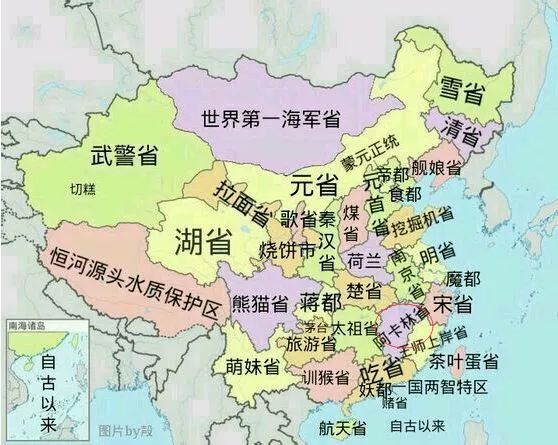 雪省
世界第一海军省
清省
武警省
蒙元正统
舰娘省
帝都
食都
切糕
拉面省
元省
元首省
歌省
秦汉省
煤省
挖掘机省
湖省
烧饼市
荷兰
南京省
明省
魔都
恒河源头水质保护区
熊猫省
蒋都
楚省
阿卡林省
宋省
茅台
太祖省
王师上岸省
旅游省
萌妹省
训猴省
吃省
茶叶蛋省
妖都
一国两智特区
赌省
航天省
自古以来
南海诸岛
自古以来
图片by殼